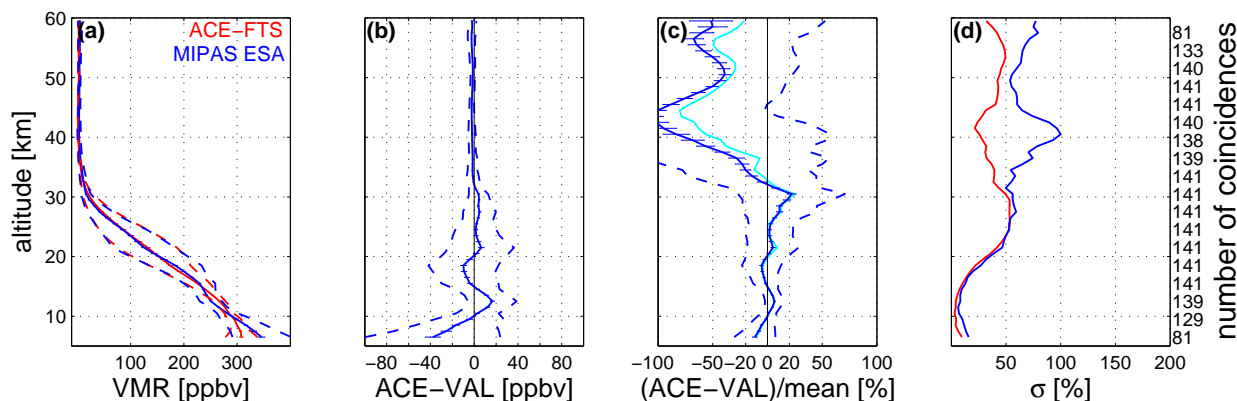 60
50
40
30
20
10
altitude [km]
(a)
ACE−FTS
MIPAS ESA
100 200 300
VMR [ppbv]
(b)
−80 −40 0 40 80
ACE−VAL [ppbv]
(c)
−100 −50 −20 0 20 50 100
(ACE−VAL)/mean [%]
(d)
0 50 100 150 200
σ [%]
81
133
140
141
141
140
138
139
141
141
141
141
141
139
129
81
number of coincidences